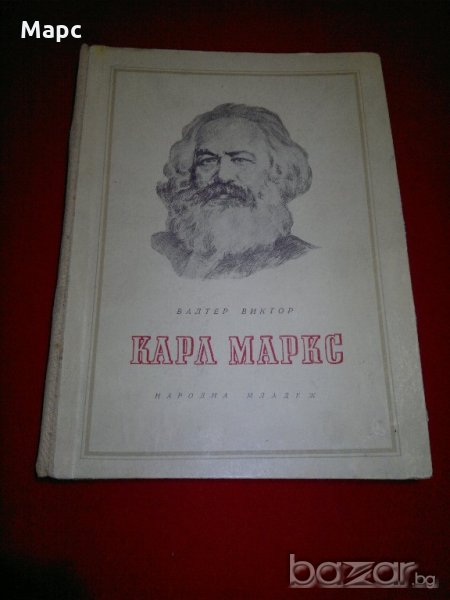 Марс
ВАЛТЕР ВИКТОР
КАРЛ МАРКС
НАРОДНА МЛАДЕЖ
bazar.bg